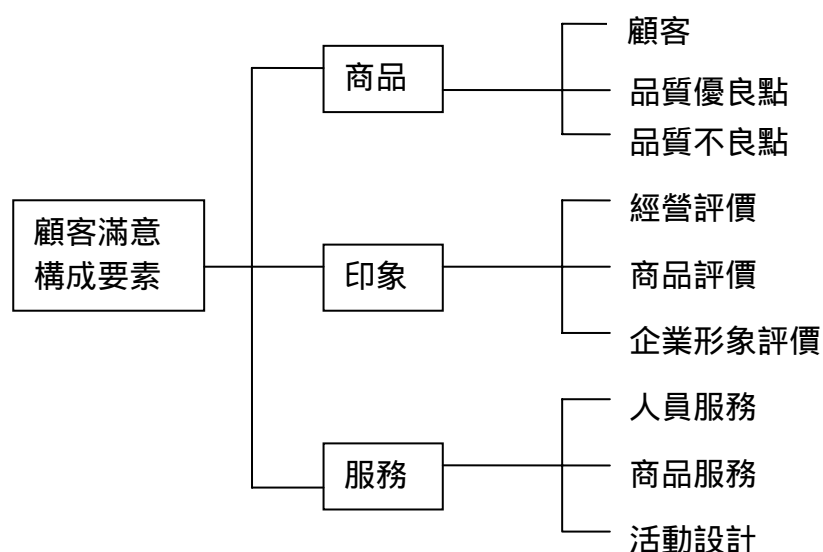 顧客滿意
構成要素
商品
顧客
品質優良點
品質不良點
印象
經營評價
商品評價
企業形象評價
服務
人員服務
商品服務
活動設計